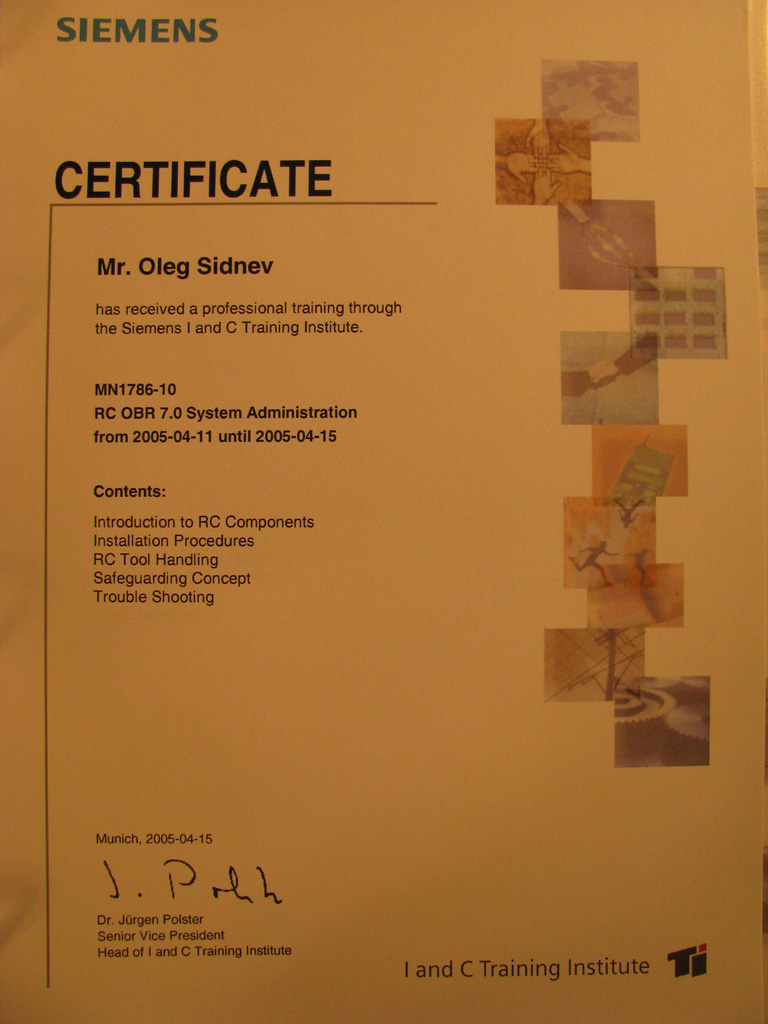 SIEMENS
CERTIFICATE
Mr. Oleg Sidnev
has received a professional training through
the Siemens I and C Training Institute.
MN1786-10
RC OBR 7.0 System Administration
from 2005-04-11 until 2005-04-15
Contents:
Introduction to RC Components
Installation Procedures
RC Tool Handling
Safeguarding Concept
Trouble Shooting
Munich, 2005-04-15
J. Polster
Dr. Jürgen Polster
Senior Vice President
Head of I and C Training Institute
I and C Training Institute Ti